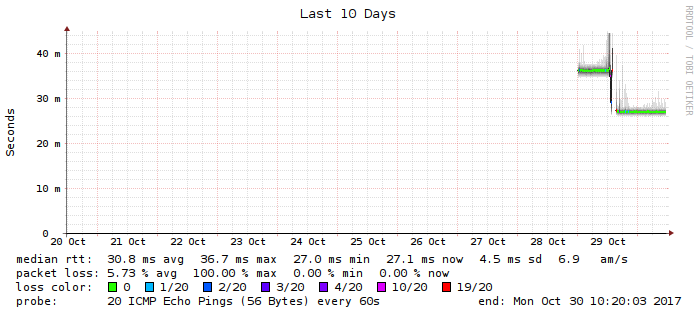 Last 10 Days
RRDTOOL / TOBI OETIKER
Seconds
40 m
30 m
20 m
10 m
0
20 Oct 21 Oct 22 Oct 23 Oct 24 Oct 25 Oct 26 Oct 27 Oct 28 Oct 29 Oct
median rtt: 30.8 ms avg 36.7 ms max 27.0 ms min 27.1 ms now 4.5 ms sd 6.9 am/s
packet loss: 5.73 % avg 100.00 % max 0.00 % min 0.00 % now
loss color: 0 1/20 2/20 3/20 4/20 10/20 19/20
probe: 20 ICMP Echo Pings (56 Bytes) every 60s end: Mon Oct 30 10:20:03 2017